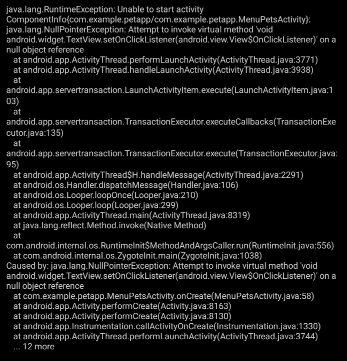 java.lang.RuntimeException: Unable to start activity
ComponentInfo{com.example.petapp/com.example.petapp.MenuPetsActivity}:
java.lang.NullPointerException: Attempt to invoke virtual method 'void
android.widget.TextView.setOnClickListener(android.view.View$OnClickListener)' on a
null object reference
at android.app.ActivityThread.performLaunchActivity(ActivityThread.java:3771)
at android.app.ActivityThread.handleLaunchActivity(ActivityThread.java:3938)
at
android.app.servertransaction.LaunchActivityItem.execute(LaunchActivityItem.java:1
03)
at
android.app.servertransaction.TransactionExecutor.executeCallbacks(TransactionExe
cutor.java:135)
at
android.app.servertransaction.TransactionExecutor.execute(TransactionExecutor.java:
95)
at android.app.ActivityThread$H.handleMessage(ActivityThread.java:2291)
at android.os.Handler.dispatchMessage(Handler.java:106)
at android.os.Looper.loopOnce(Looper.java:210)
at android.os.Looper.loop(Looper.java:299)
at android.app.ActivityThread.main(ActivityThread.java:8319)
at java.lang.reflect.Method.invoke(Native Method)
at
com.android.internal.os.RuntimeInit$MethodAndArgsCaller.run(RuntimeInit.java:556)
at com.android.internal.os.ZygoteInit.main(ZygoteInit.java:1038)
Caused by: java.lang.NullPointerException: Attempt to invoke virtual method 'void
android.widget.TextView.setOnClickListener(android.view.View$OnClickListener)' on a
null object reference
at com.example.petapp.MenuPetsActivity.onCreate(MenuPetsActivity.java:58)
at android.app.Activity.performCreate(Activity.java:8163)
at android.app.Activity.performCreate(Activity.java:8130)
at android.app.Instrumentation.callActivityOnCreate(Instrumentation.java:1330)
at android.app.ActivityThread.performLaunchActivity(ActivityThread.java:3744)
... 12 more